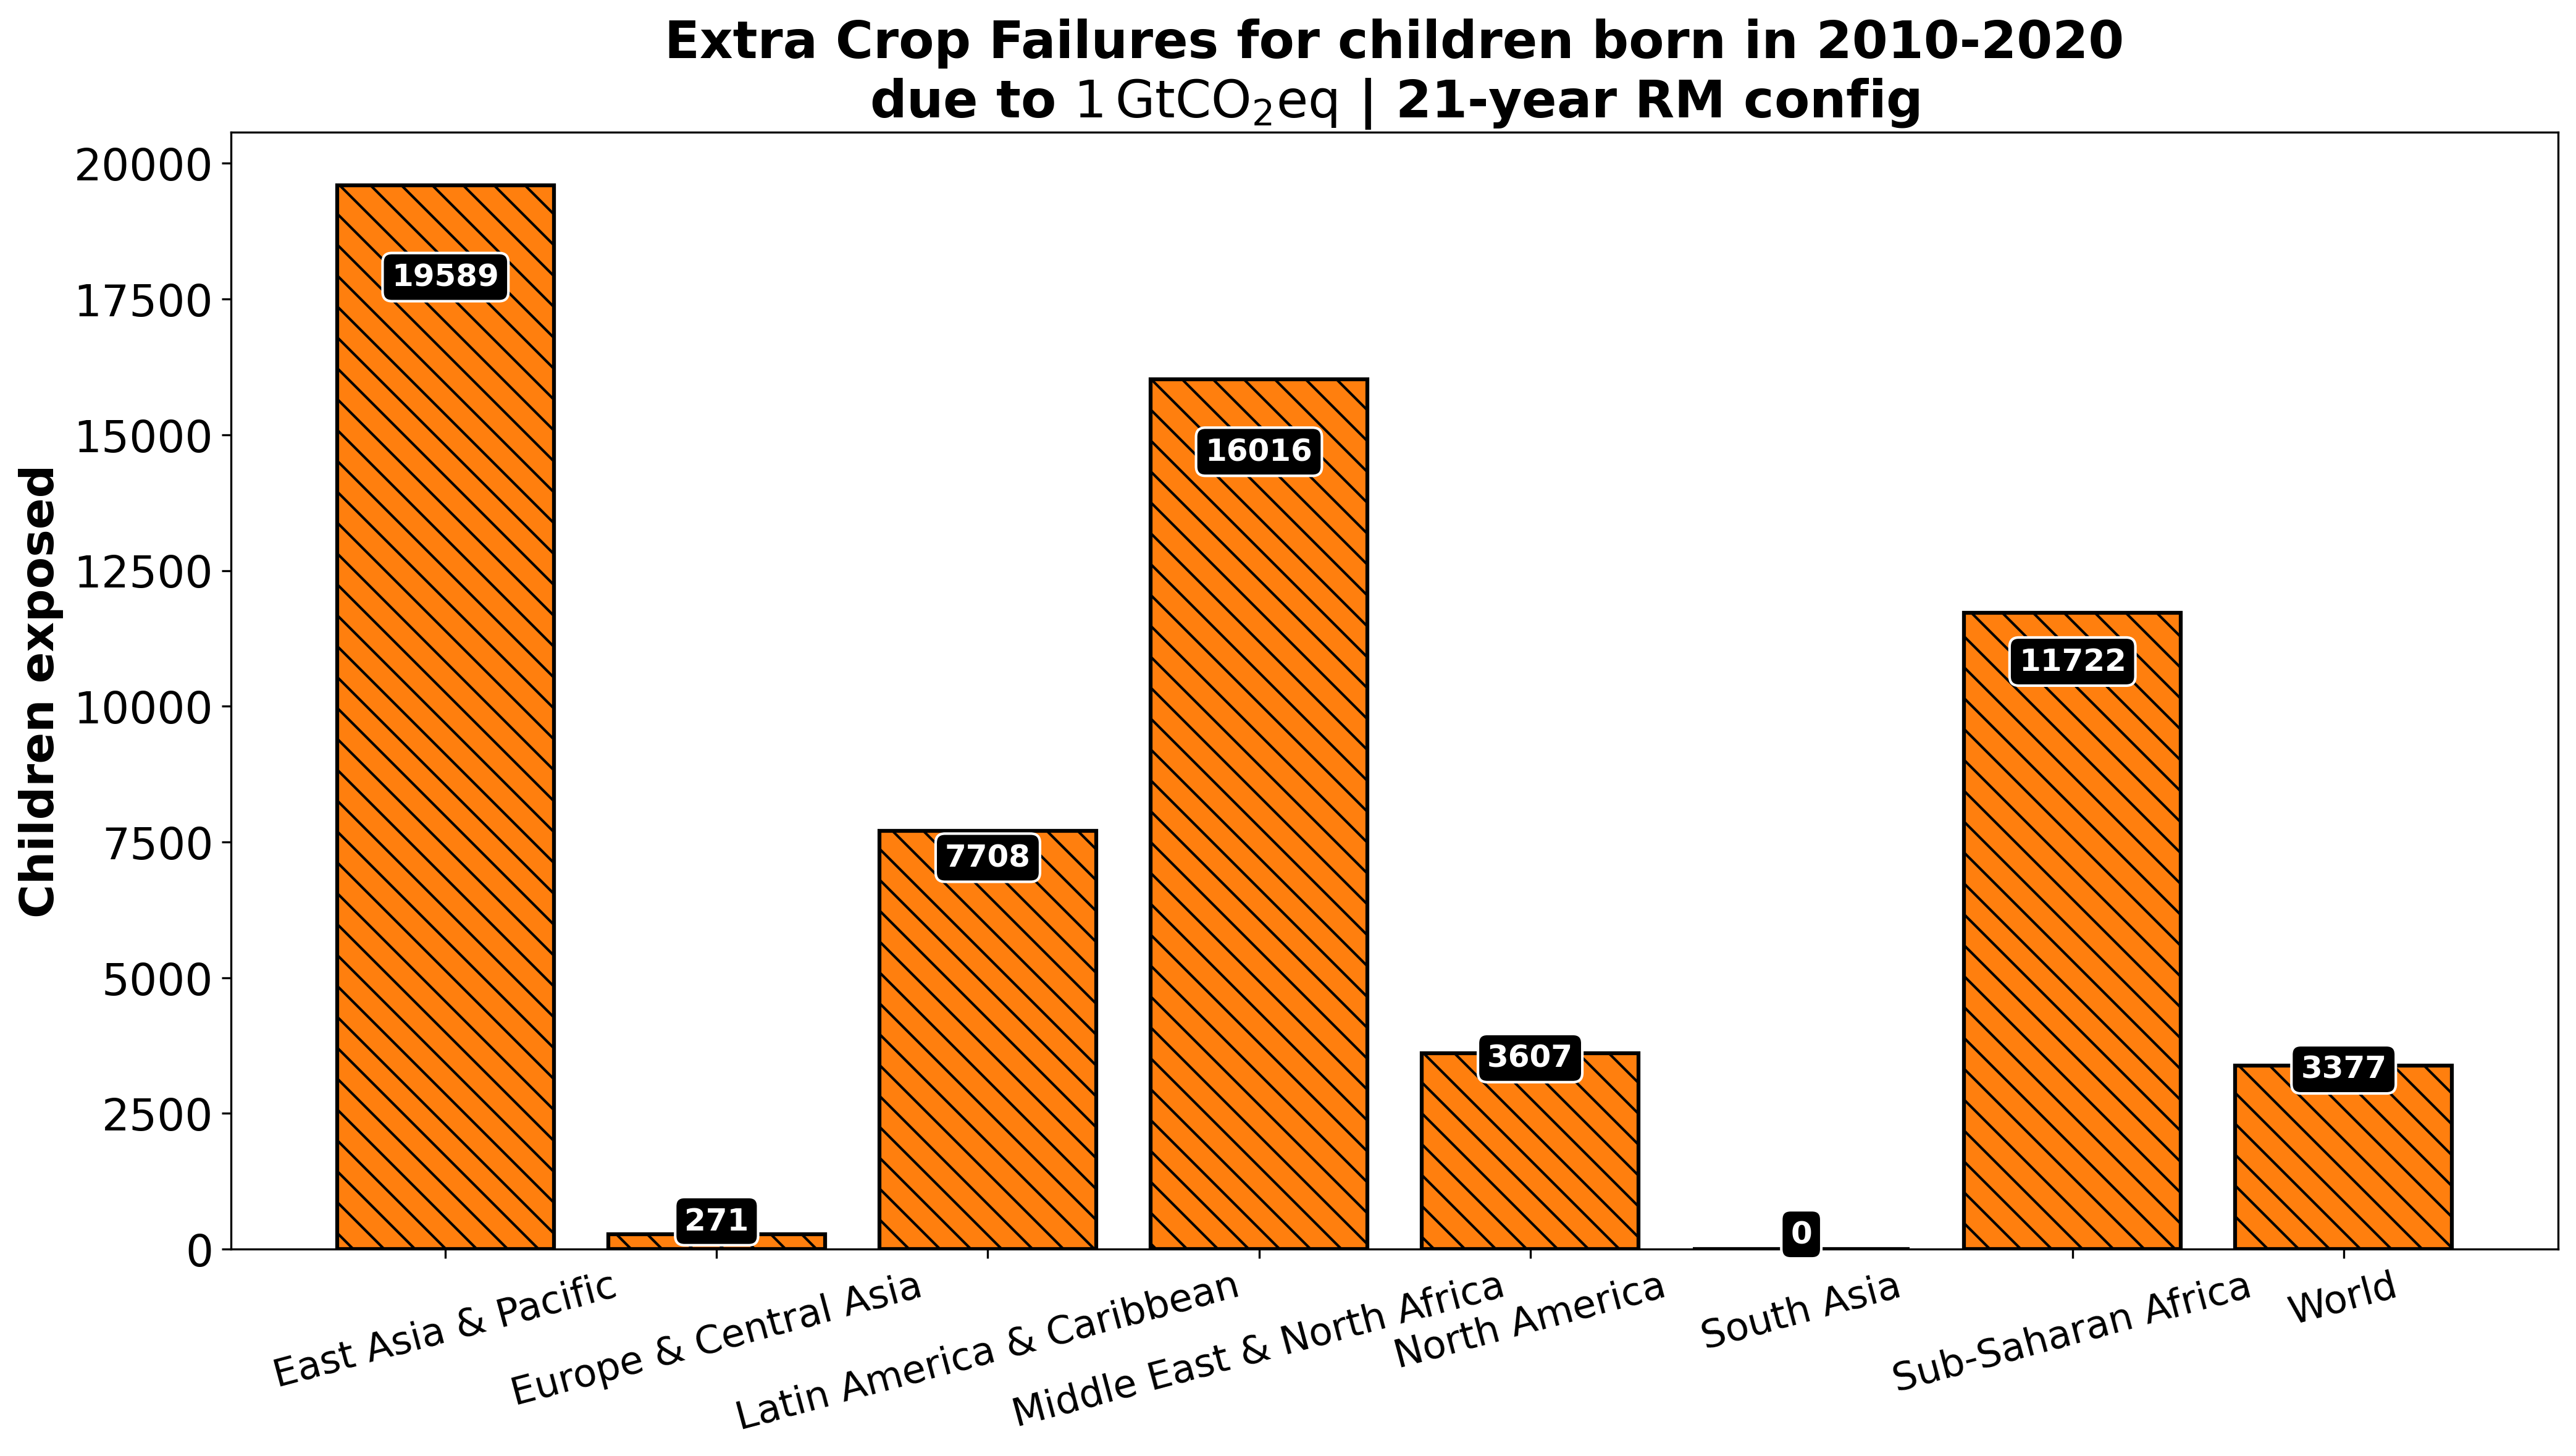 Extra Crop Failures for children born in 2010-2020
due to 1 GtCO₂eq | 21-year RM config
Children exposed
20000
17500
15000
12500
10000
7500
5000
2500
0
19589
271
7708
16016
3607
0
11722
3377
East Asia & Pacific
Europe & Central Asia
Latin America & Caribbean
Middle East & North Africa
North America
South Asia
Sub-Saharan Africa
World